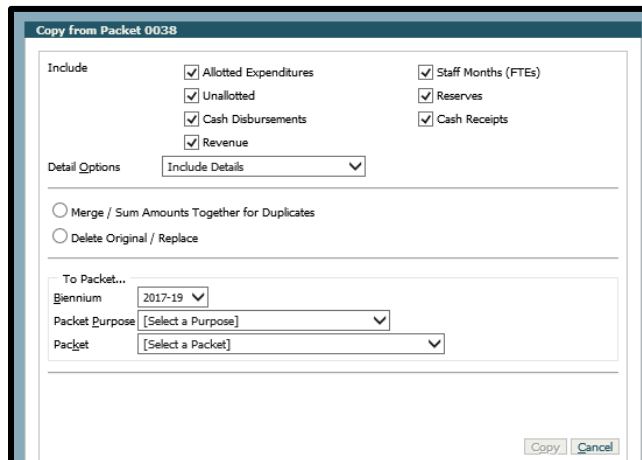 Copy from Packet 0038
Include
Allotted Expenditures
Staff Months (FTEs)
Unallotted
Reserves
Cash Disbursements
Cash Receipts
Revenue
Detail Options
Include Details
Merge / Sum Amounts Together for Duplicates
Delete Original / Replace
To Packet...
Biennium
2017-19
Packet Purpose
[Select a Purpose]
Packet
[Select a Packet]
Copy
Cancel